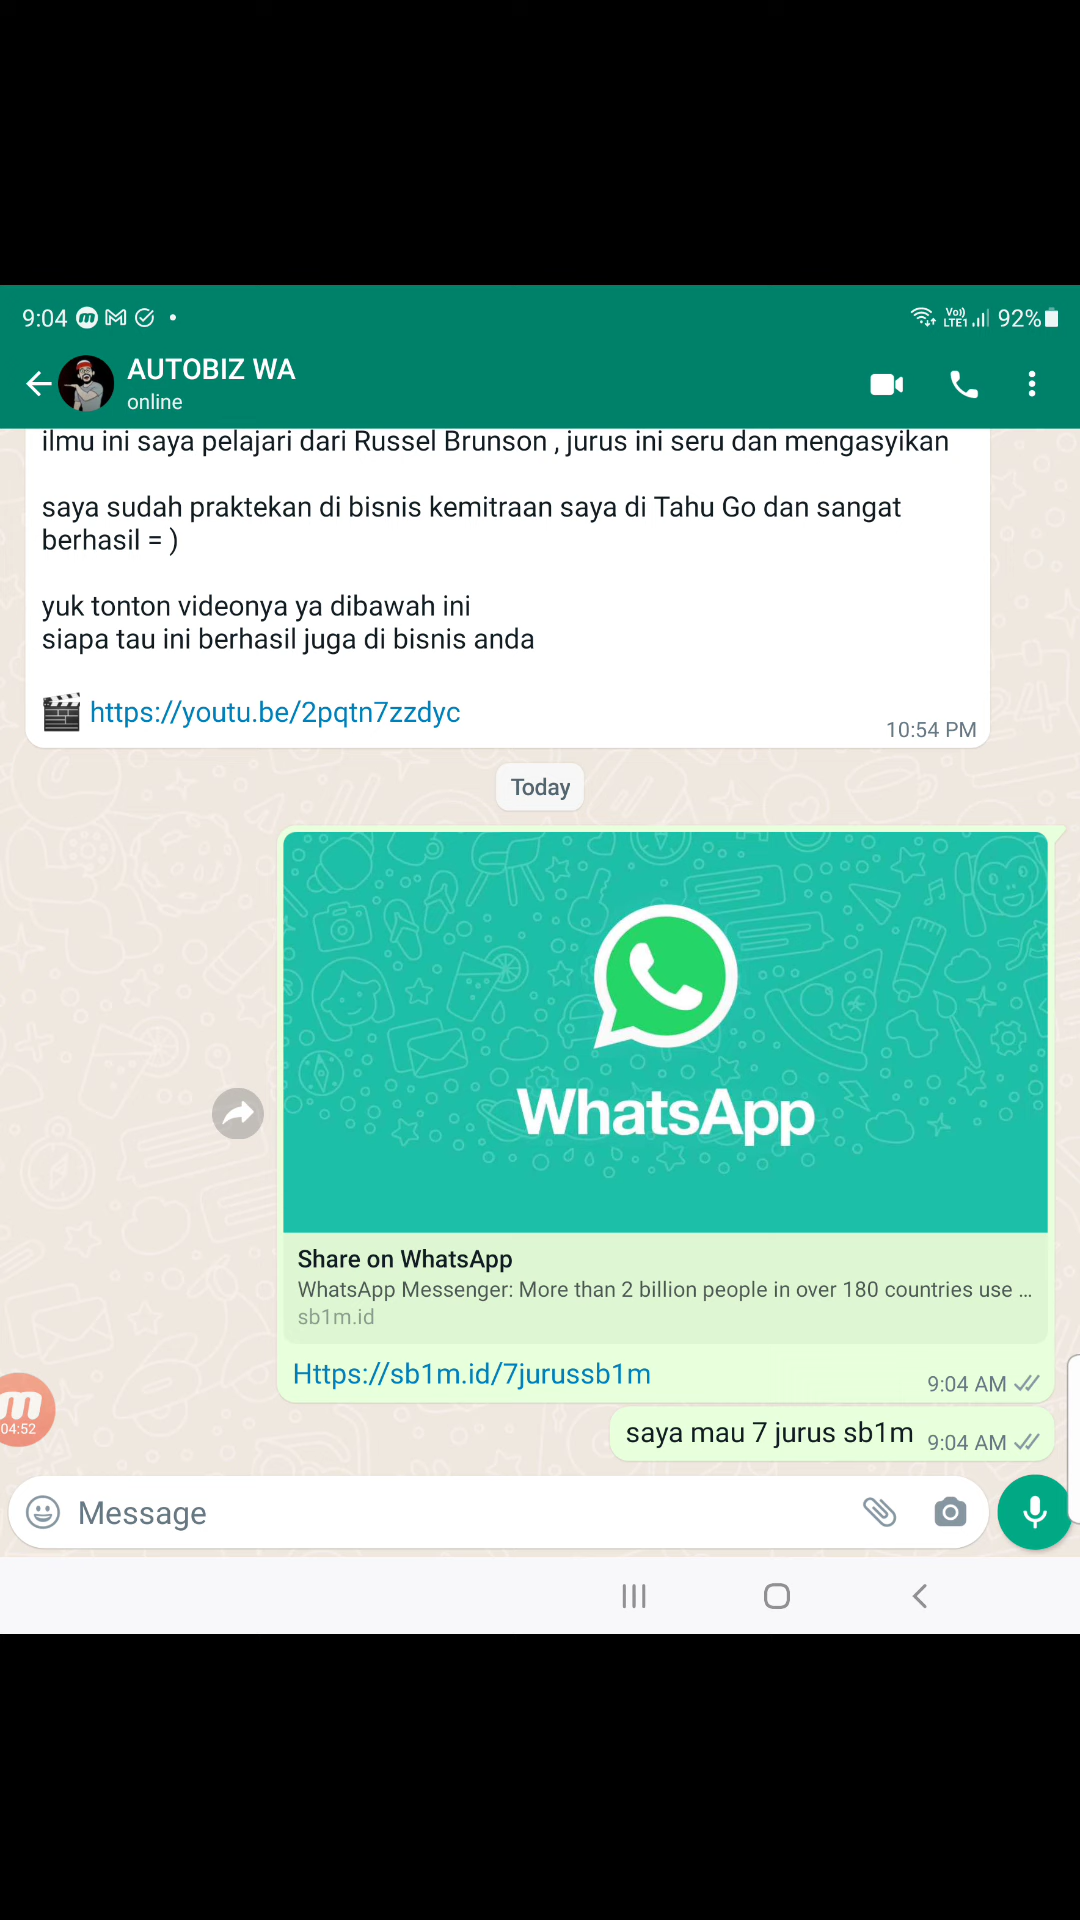 9:04
Vo)) LTE1 92%
AUTOBIZ WA
online
ilmu ini saya pelajari dari Russel Brunson , jurus ini seru dan mengasyikan
saya sudah praktekan di bisnis kemitraan saya di Tahu Go dan sangat
berhasil = )
yuk tonton videonya ya dibawah ini
siapa tau ini berhasil juga di bisnis anda
https://youtu.be/2pqtn7zzdyc
10:54 PM
Today
WhatsApp
Share on WhatsApp
WhatsApp Messenger: More than 2 billion people in over 180 countries use ...
sb1m.id
Https://sb1m.id/7jurussb1m
9:04 AM
04:52
saya mau 7 jurus sb1m 9:04 AM
Message